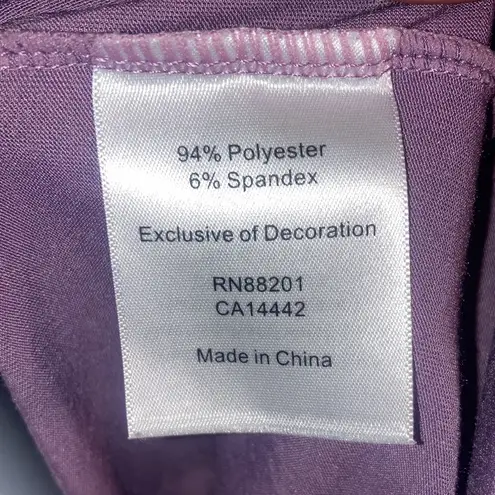 94% Polyester
6% Spandex
Exclusive of Decoration
RN88201
CA14442
Made in China